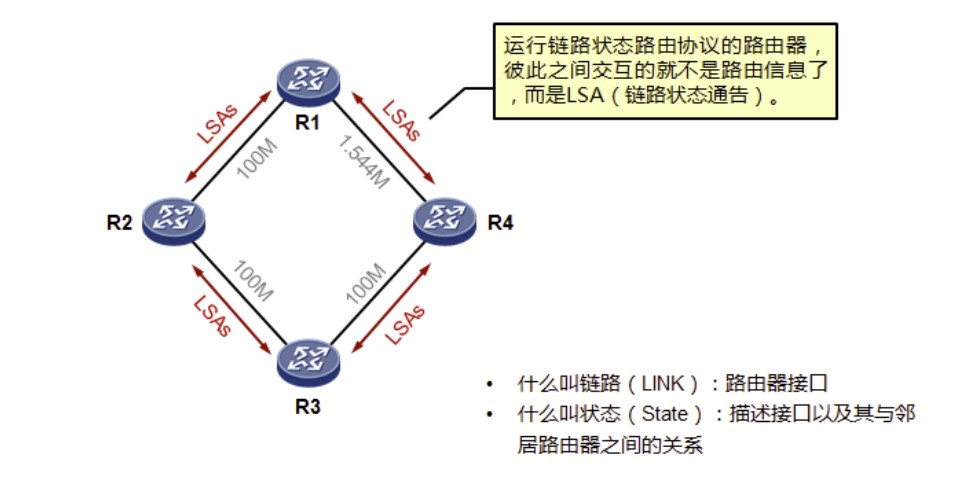 运行链路状态路由协议的路由器，
彼此之间交互的就不是路由信息了
，而是LSA（链路状态通告）。
R1
LSAs
LSAs
100M
1.544M
R2
R4
100M
100M
LSAs
LSAs
R3
• 什么叫链路（LINK）：路由器接口
• 什么叫状态（State）：描述接口以及其与邻
居路由器之间的关系